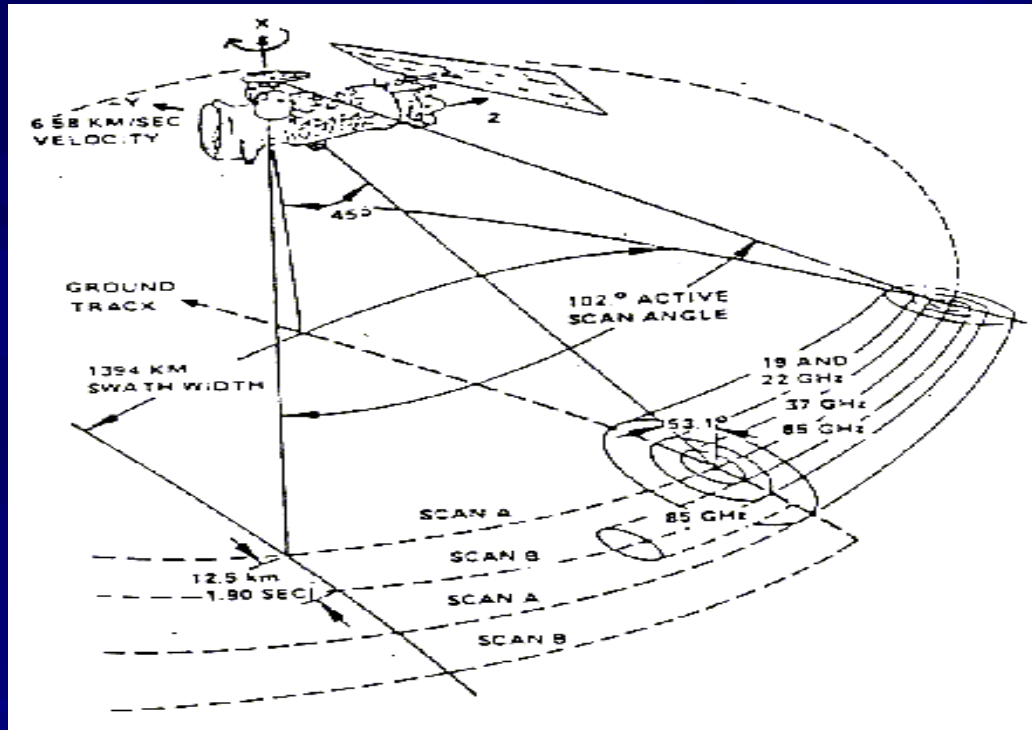 X
Y
6.58 KM/SEC
VELOCITY
Z
45°
GROUND
TRACK
102.° ACTIVE
SCAN ANGLE
1394 KM
SWATH WIDTH
19 AND
22 GHz
37 GHz
53.1°
85 GHz
SCAN A
85 GHz
SCAN B
12.5 km
1.90 SEC
SCAN A
SCAN B